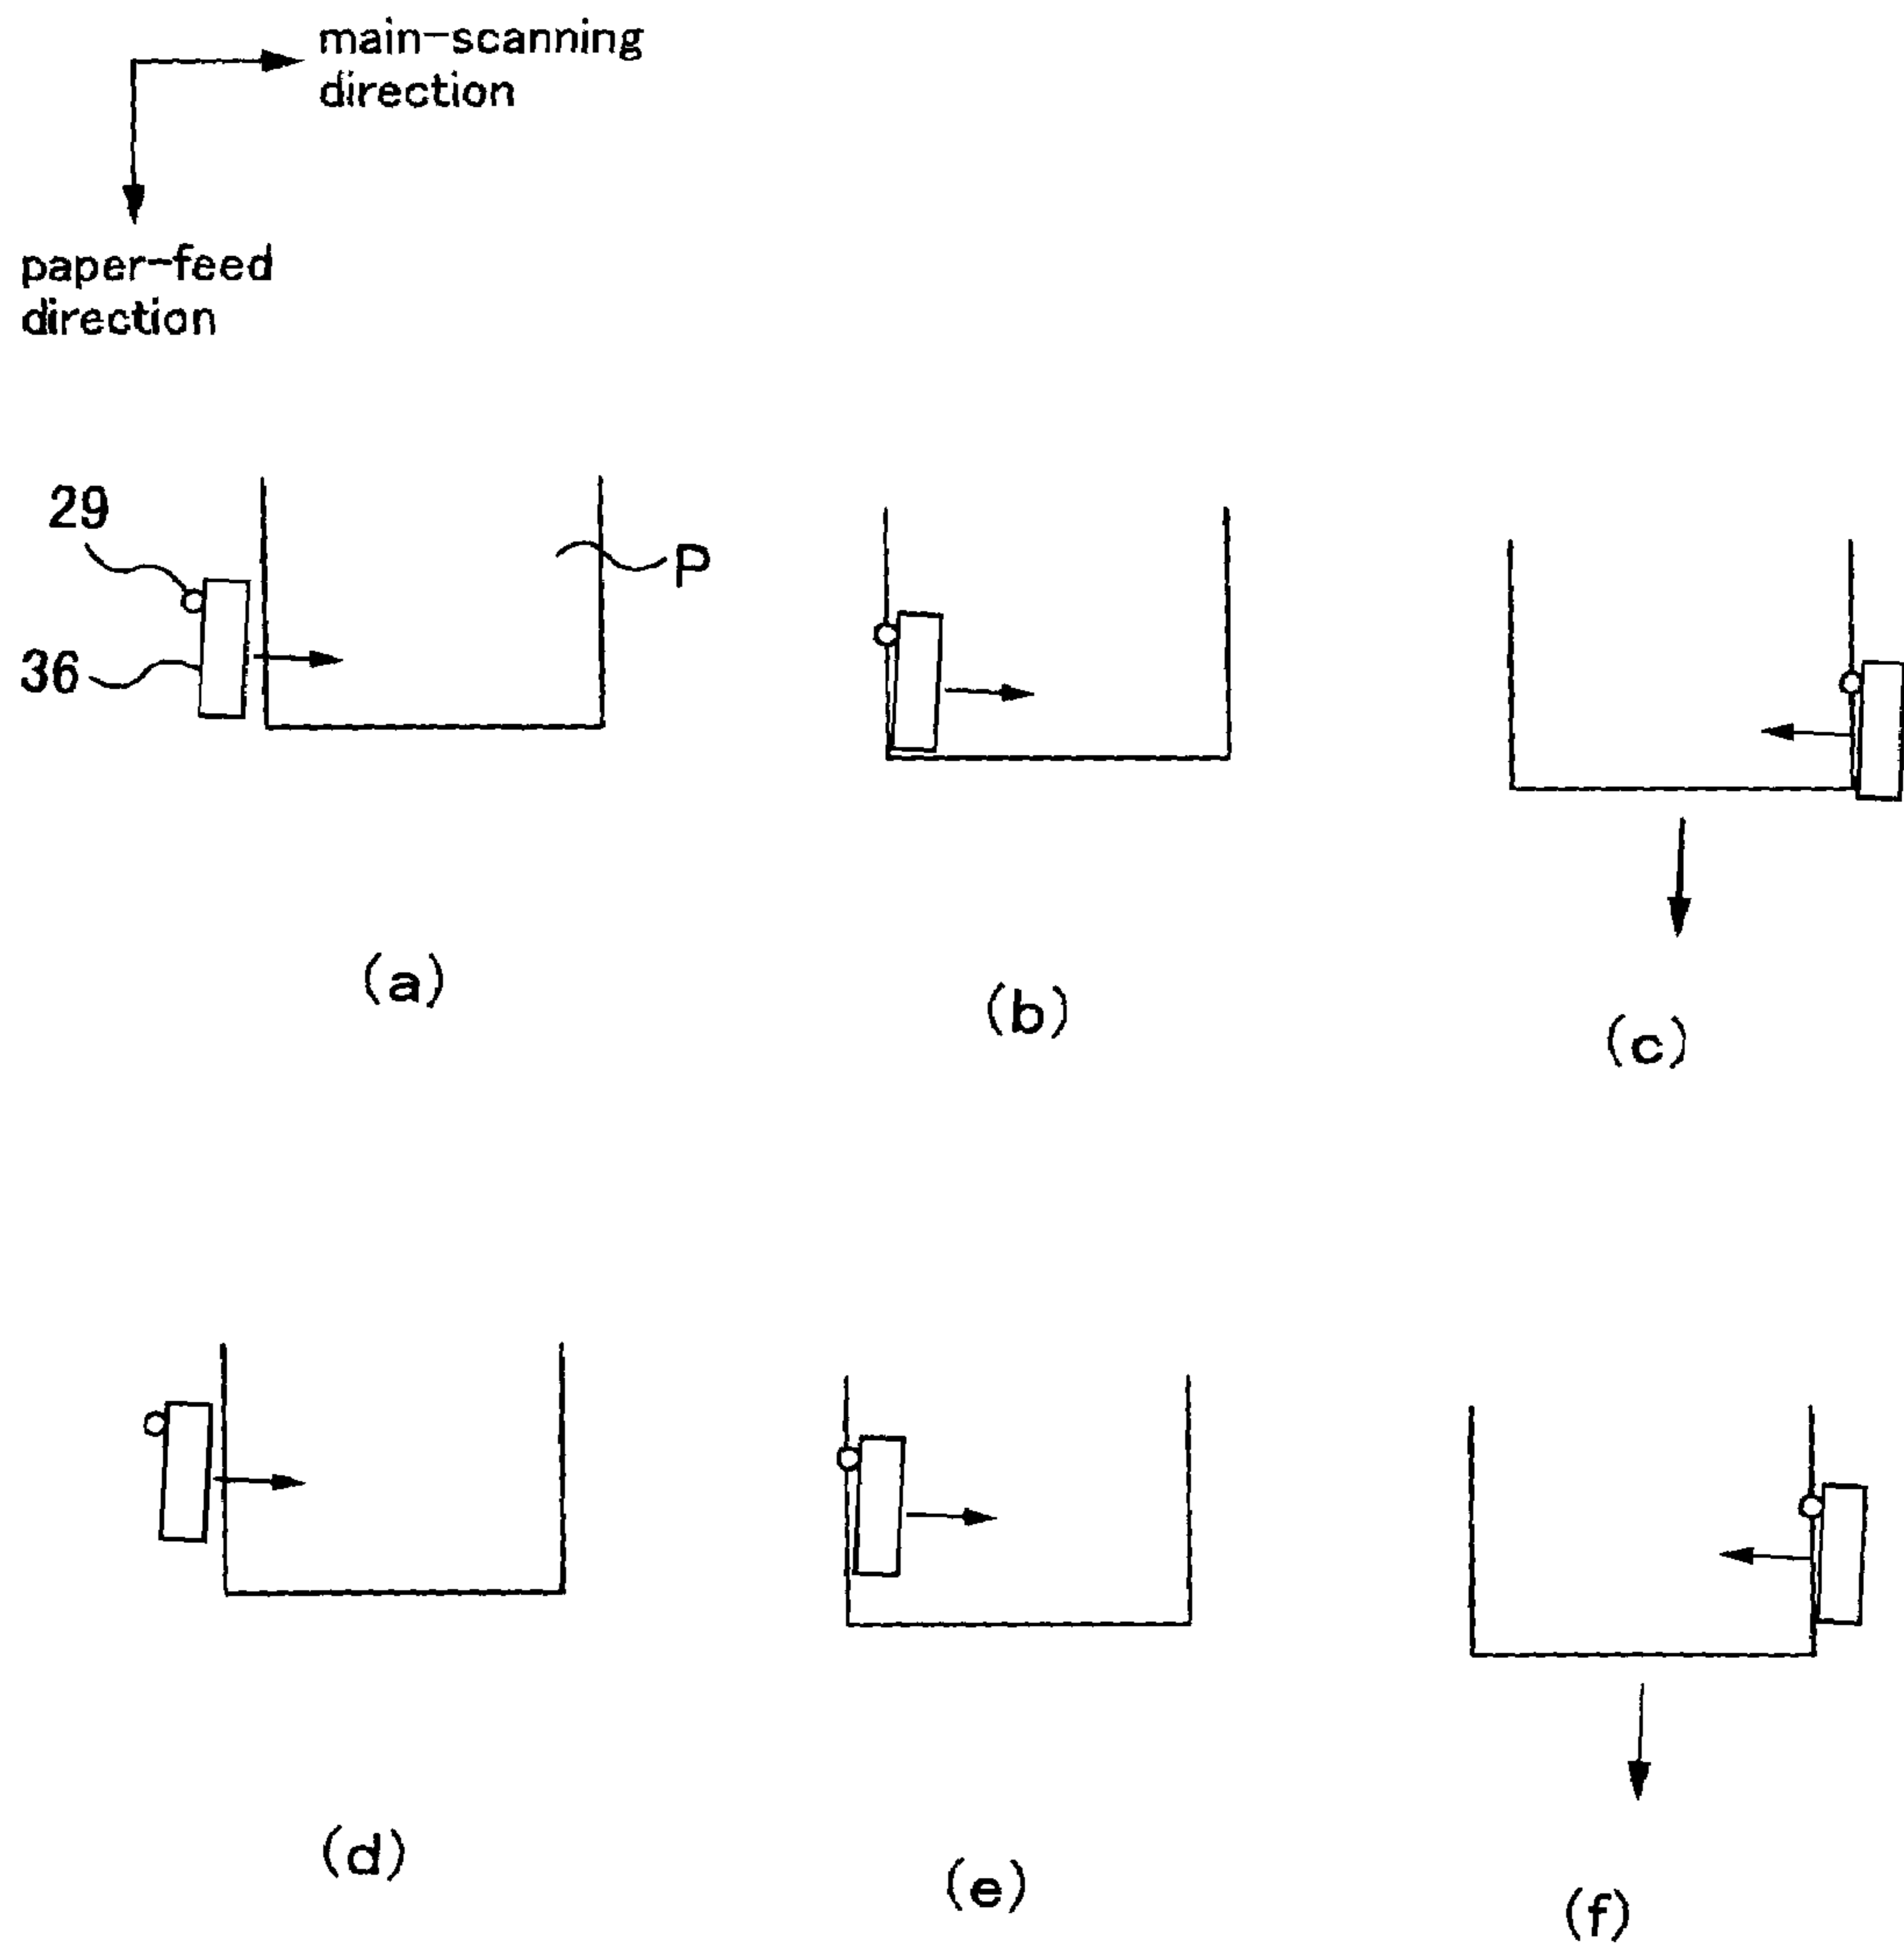 main-scanning
direction
paper-feed
direction
29
P
36
(a)
(b)
(c)
(d)
(e)
(f)